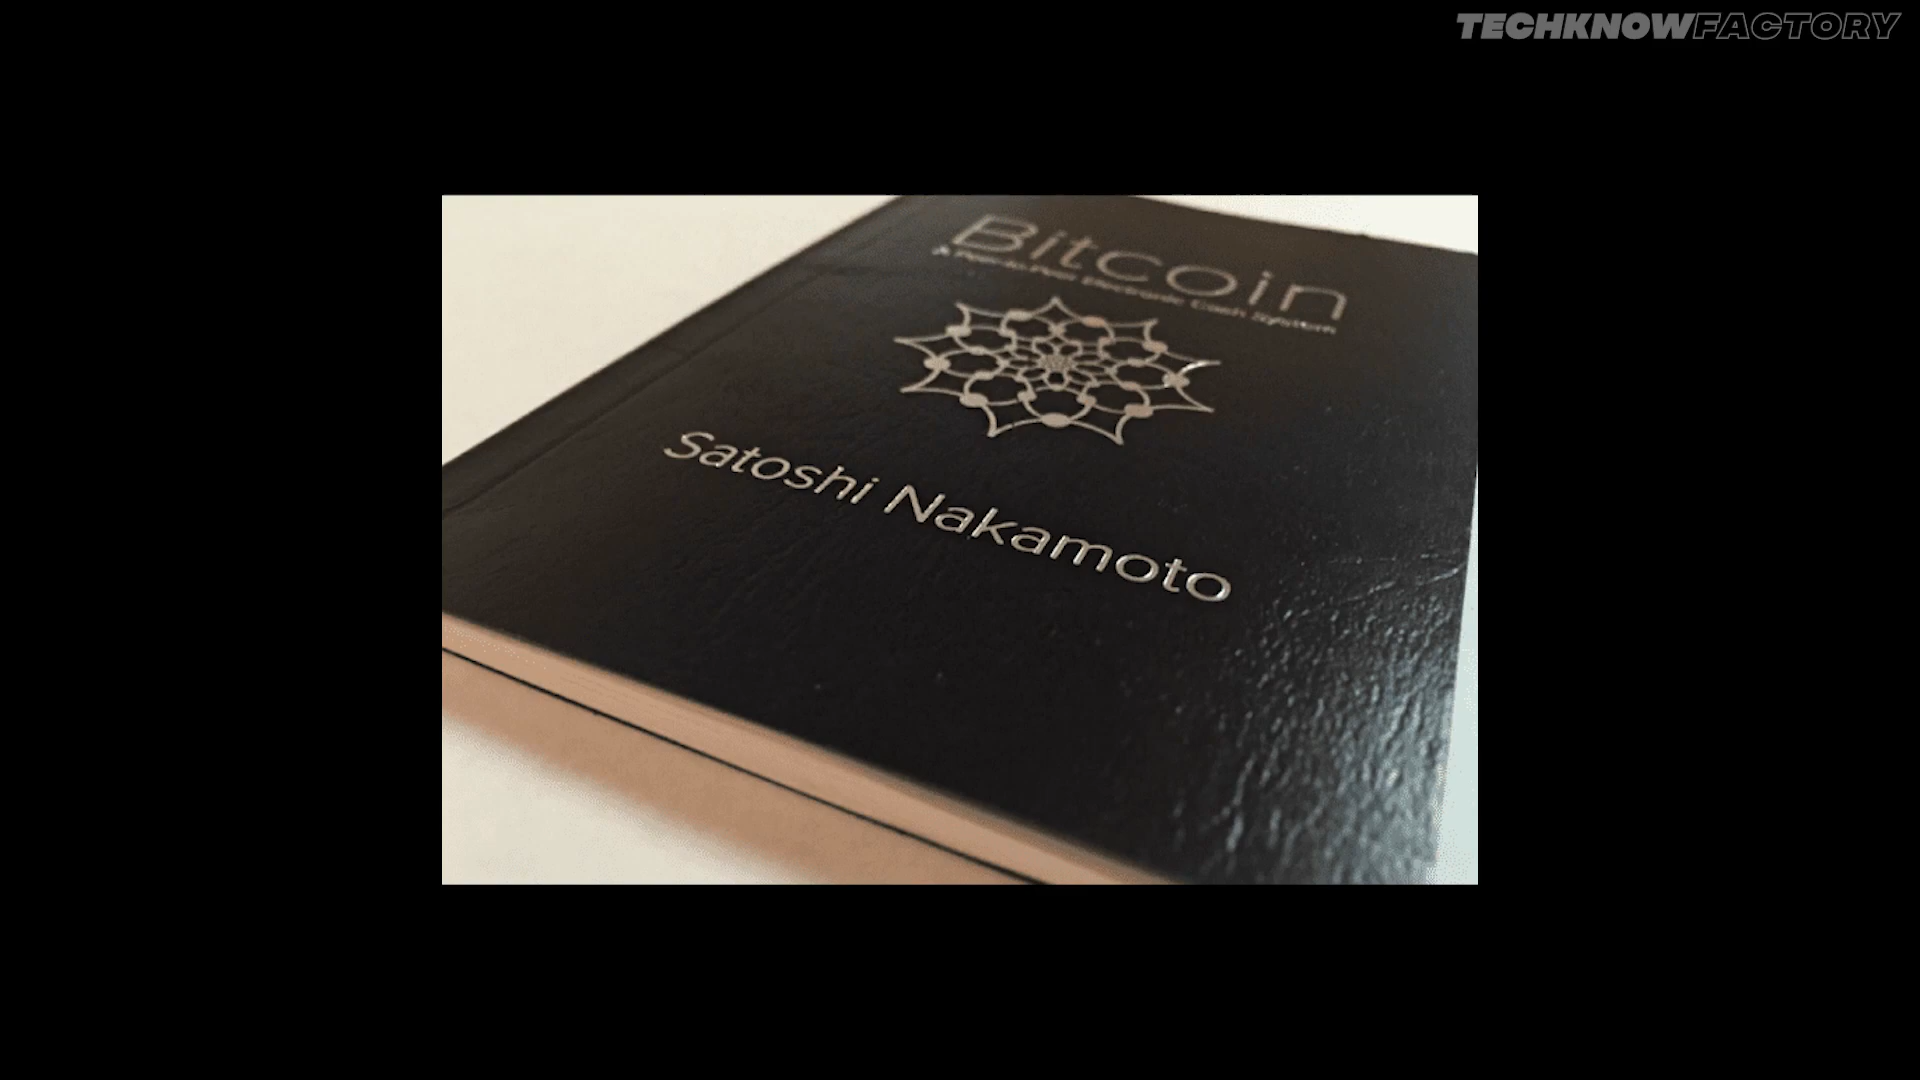 TECHKNOWFACTORY
Bitcoin
A Peer-to-Peer Electronic Cash System
Satoshi Nakamoto